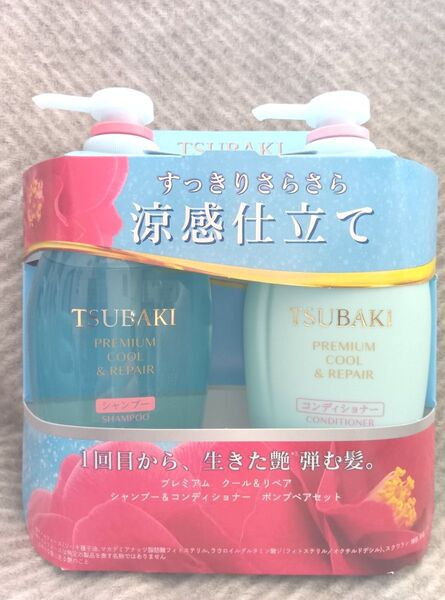 TSUBAKI
すっきりさらさら
涼感仕立て
TSUBAKI
PREMIUM
COOL
& REPAIR
シャンプー
SHAMPOO
TSUBAKI
PREMIUM
COOL
& REPAIR
コンディショナー
CONDITIONER
1回目から、生きた艶 弾む髪。
プレミアム クール&リペア
シャンプー&コンディショナー ポンプペアセット